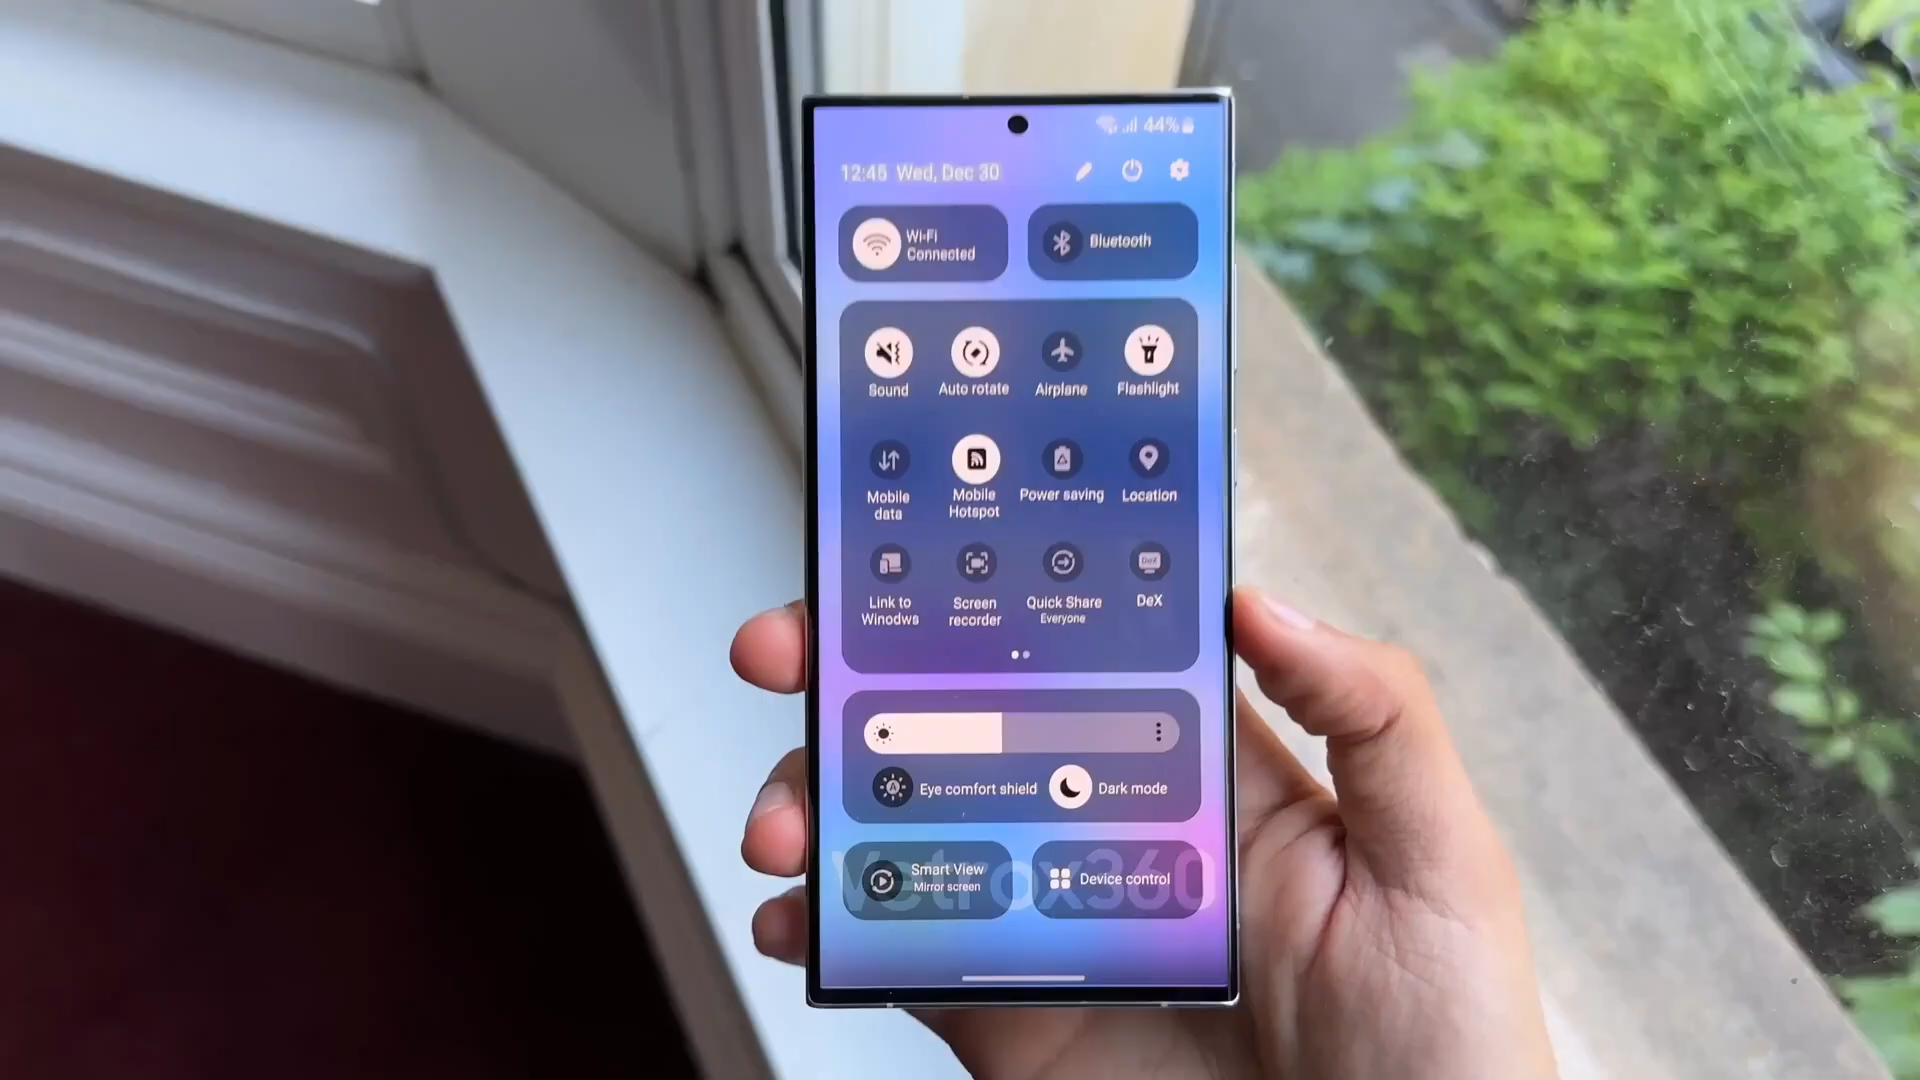 44%
12:45 Wed, Dec 30
Wi-Fi
Connected
Bluetooth
Sound
Auto rotate
Airplane
Flashlight
Mobile
data
Mobile
Hotspot
Power saving
Location
Link to
Winodws
Screen
recorder
Quick Share
Everyone
DeX
DeX
Eye comfort shield
Dark mode
Smart View
Mirror screen
Device control
Vetrox360